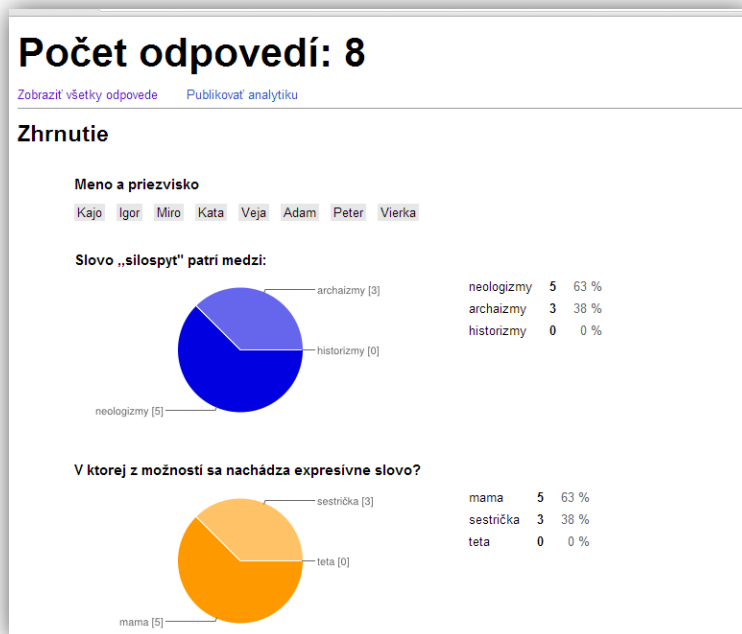 Počet odpovedí: 8
Zobraziť všetky odpovede Publikovať analytiku
Zhrnutie
Meno a priezvisko
Kajo Igor Miro Kata Veja Adam Peter Vierka
Slovo ,,silospyt" patrí medzi:
archaizmy [3]
historizmy [0]
neologizmy [5]
neologizmy 5 63 %
archaizmy 3 38 %
historizmy 0 0 %
V ktorej z možností sa nachádza expresívne slovo?
sestrička [3]
teta [0]
mama [5]
mama 5 63 %
sestrička 3 38 %
teta 0 0 %